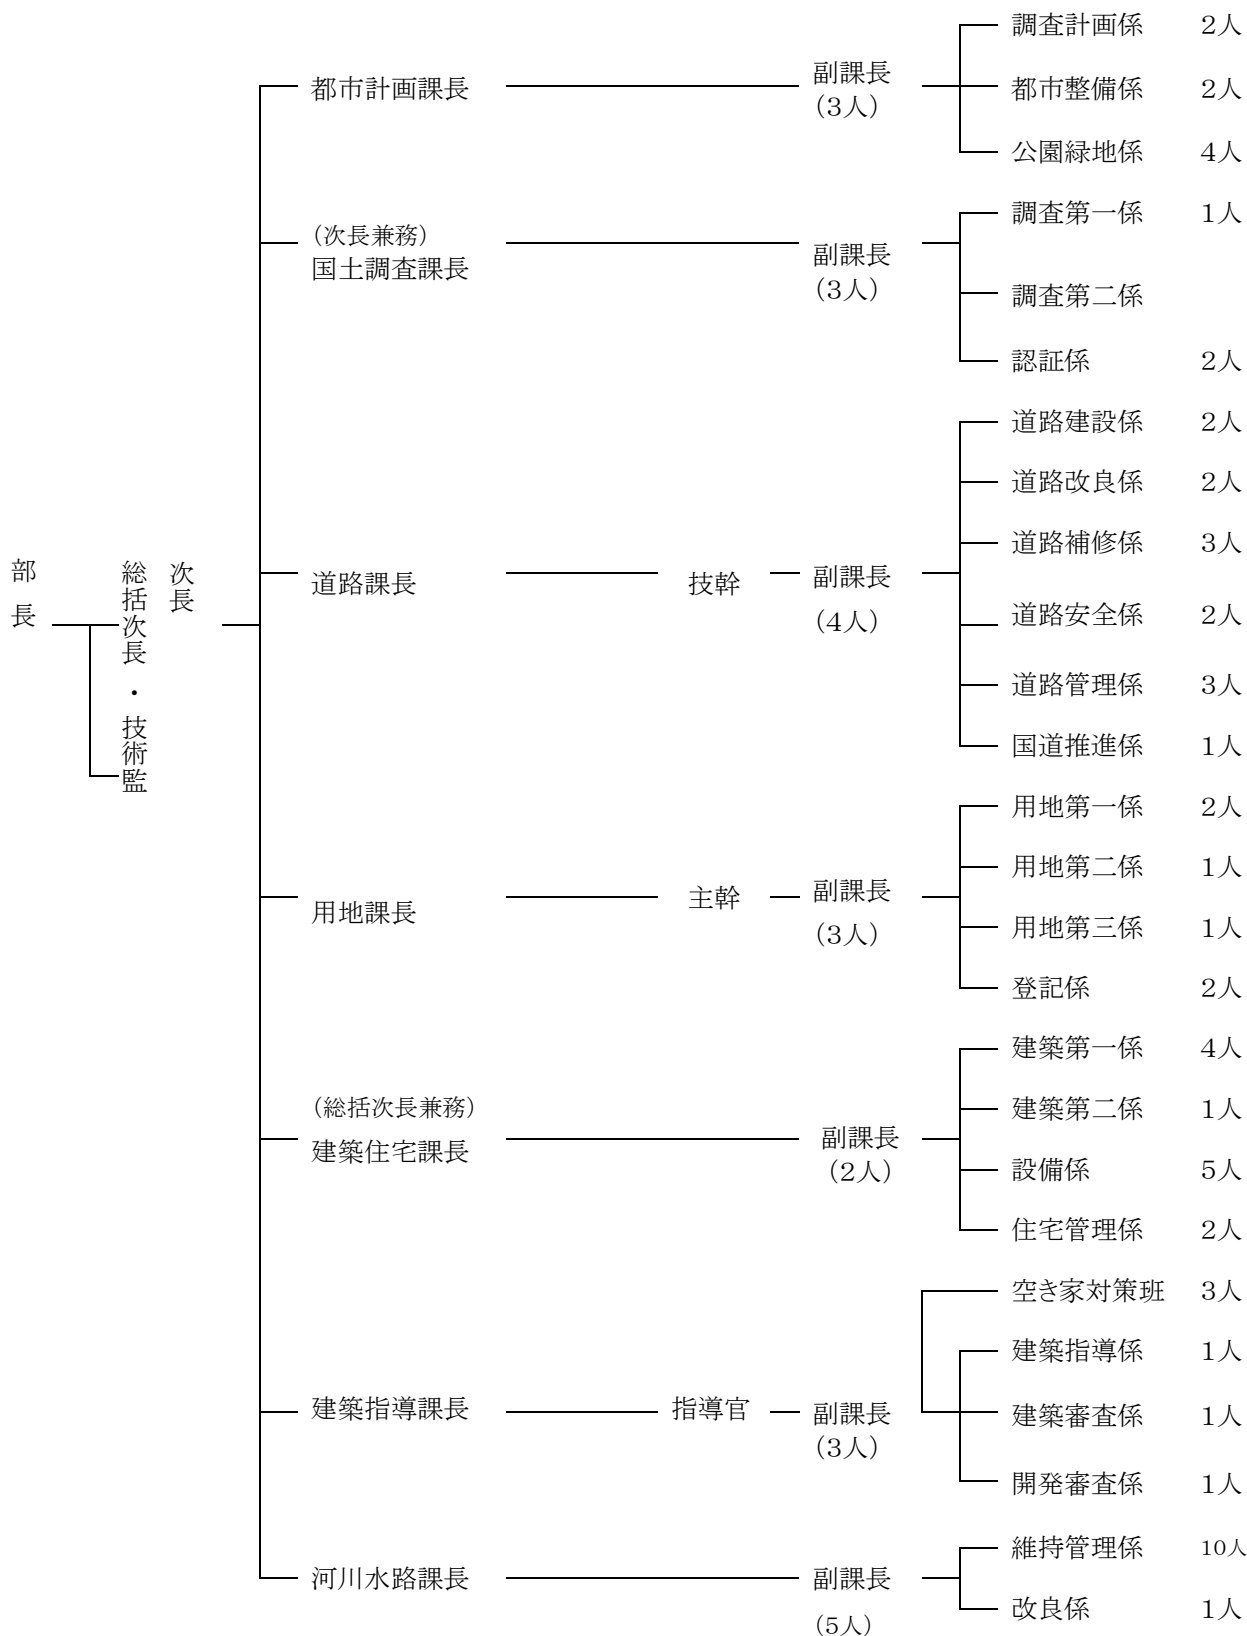 部長
総括次長・技術監
次長
都市計画課長
副課長
（3人）
調査計画係 2人
都市整備係 2人
公園緑地係 4人
（次長兼務）
国土調査課長
副課長
（3人）
調査第一係 1人
調査第二係
認証係 2人
道路課長
技幹
副課長
（4人）
道路建設係 2人
道路改良係 2人
道路補修係 3人
道路安全係 2人
道路管理係 3人
国道推進係 1人
用地課長
主幹
副課長
（3人）
用地第一係 2人
用地第二係 1人
用地第三係 1人
登記係 2人
（総括次長兼務）
建築住宅課長
副課長
（2人）
建築第一係 4人
建築第二係 1人
設備係 5人
住宅管理係 2人
建築指導課長
指導官
副課長
（3人）
空き家対策班 3人
建築指導係 1人
建築審査係 1人
開発審査係 1人
河川水路課長
副課長
（5人）
維持管理係 10人
改良係 1人